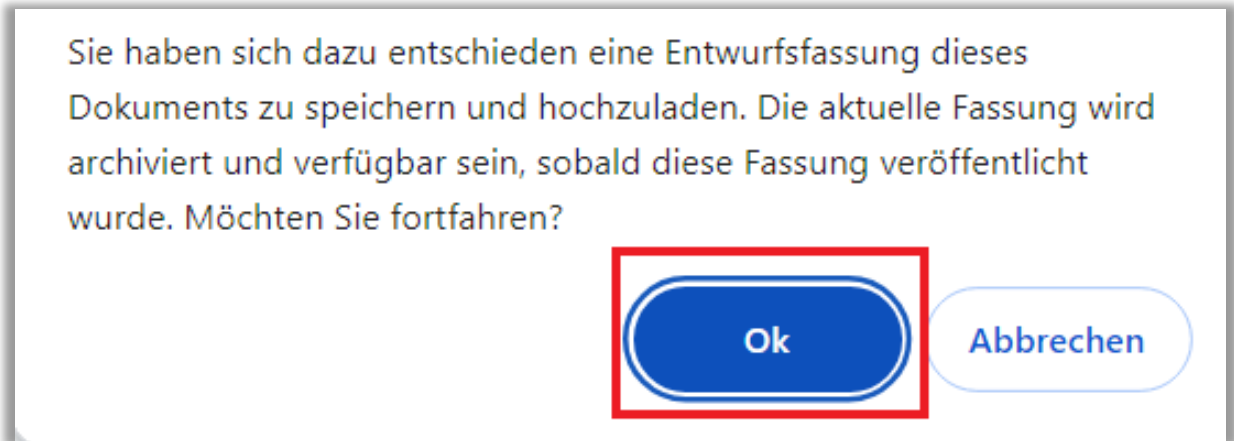 Sie haben sich dazu entschieden eine Entwurfsfassung dieses
Dokuments zu speichern und hochzuladen. Die aktuelle Fassung wird
archiviert und verfügbar sein, sobald diese Fassung veröffentlicht
wurde. Möchten Sie fortfahren?
Ok Abbrechen